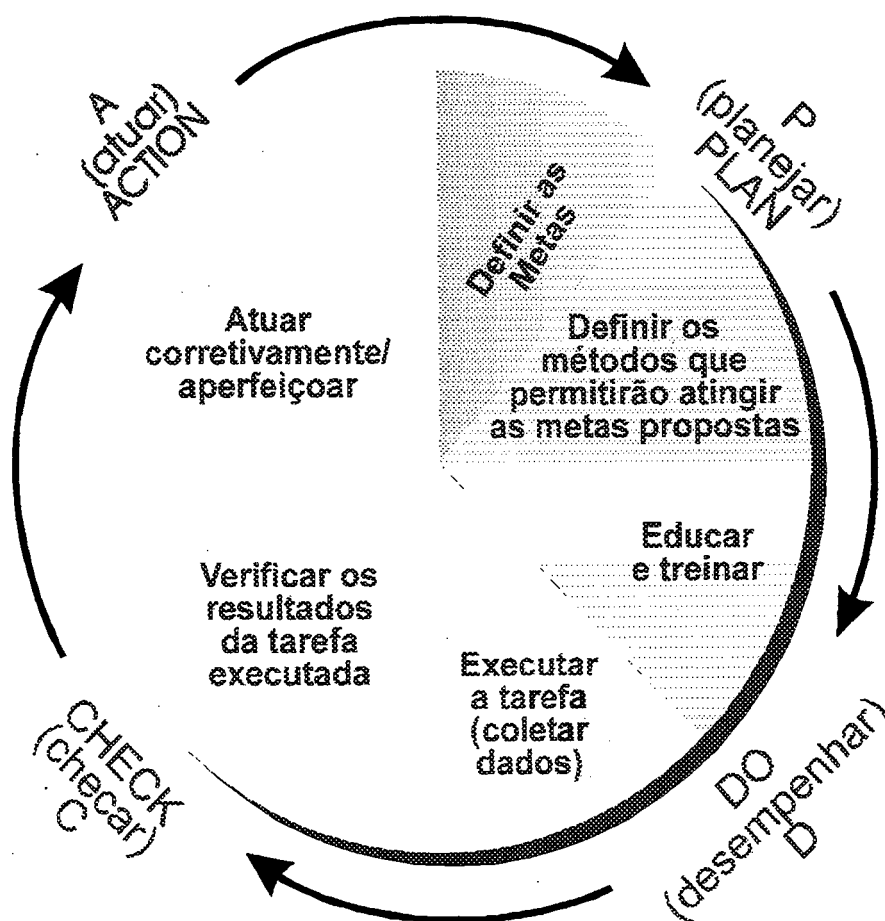 A
(atuar)
ACTION
P
(planejar)
PLAN
Definir as
Metas
Atuar
corretivamente/
aperfeiçoar
Definir os
métodos que
permitirão atingir
as metas propostas
Educar
e treinar
Verificar os
resultados
da tarefa
executada
Executar
a tarefa
(coletar
dados)
CHECK
(checar)
C
DO
(desempenhar)
D